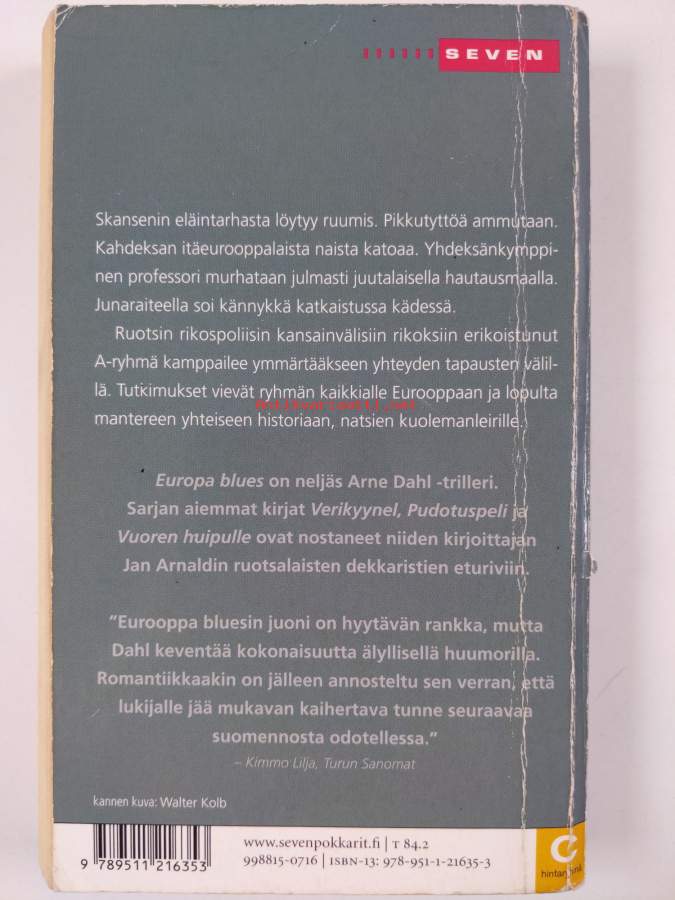 SEVEN
Skansenin eläintarhasta löytyy ruumis. Pikkutyttöä ammutaan.
Kahdeksan itäeurooppalaista naista katoaa. Yhdeksänkymppi-
nen professori murhataan julmasti juutalaisella hautausmaalla.
Junaraiteella soi kännykkä katkaistussa kädessä.
Ruotsin rikospoliisin kansainvälisiin rikoksiin erikoistunut
A-ryhmä kamppailee ymmärtääkseen yhteyden tapausten välil-
lä. Tutkimukset vievät ryhmän kaikkialle Eurooppaan ja lopulta
antikvariaatti.net
mantereen yhteiseen historiaan, natsien kuolemanleirille.
Europa blues on neljäs Arne Dahl -trilleri.
Sarjan aiemmat kirjat Verikyynel, Pudotuspeli ja
Vuoren huipulle ovat nostaneet niiden kirjoittajan
Jan Arnaldin ruotsalaisten dekkaristien eturiviin.
”Eurooppa bluesin juoni on hyytävän rankka, mutta
Dahl keventää kokonaisuutta älyllisellä huumorilla.
Romantiikkaakin on jälleen annosteltu sen verran, että
lukijalle jää mukavan kaihertava tunne seuraavaa
suomennosta odotellessa.”
– Kimmo Lilja, Turun Sanomat
kannen kuva: Walter Kolb
www.sevenpokkarit.fi | T 84.2
998815-0716 | ISBN-13: 978-951-1-21635-3
9 789511 216353